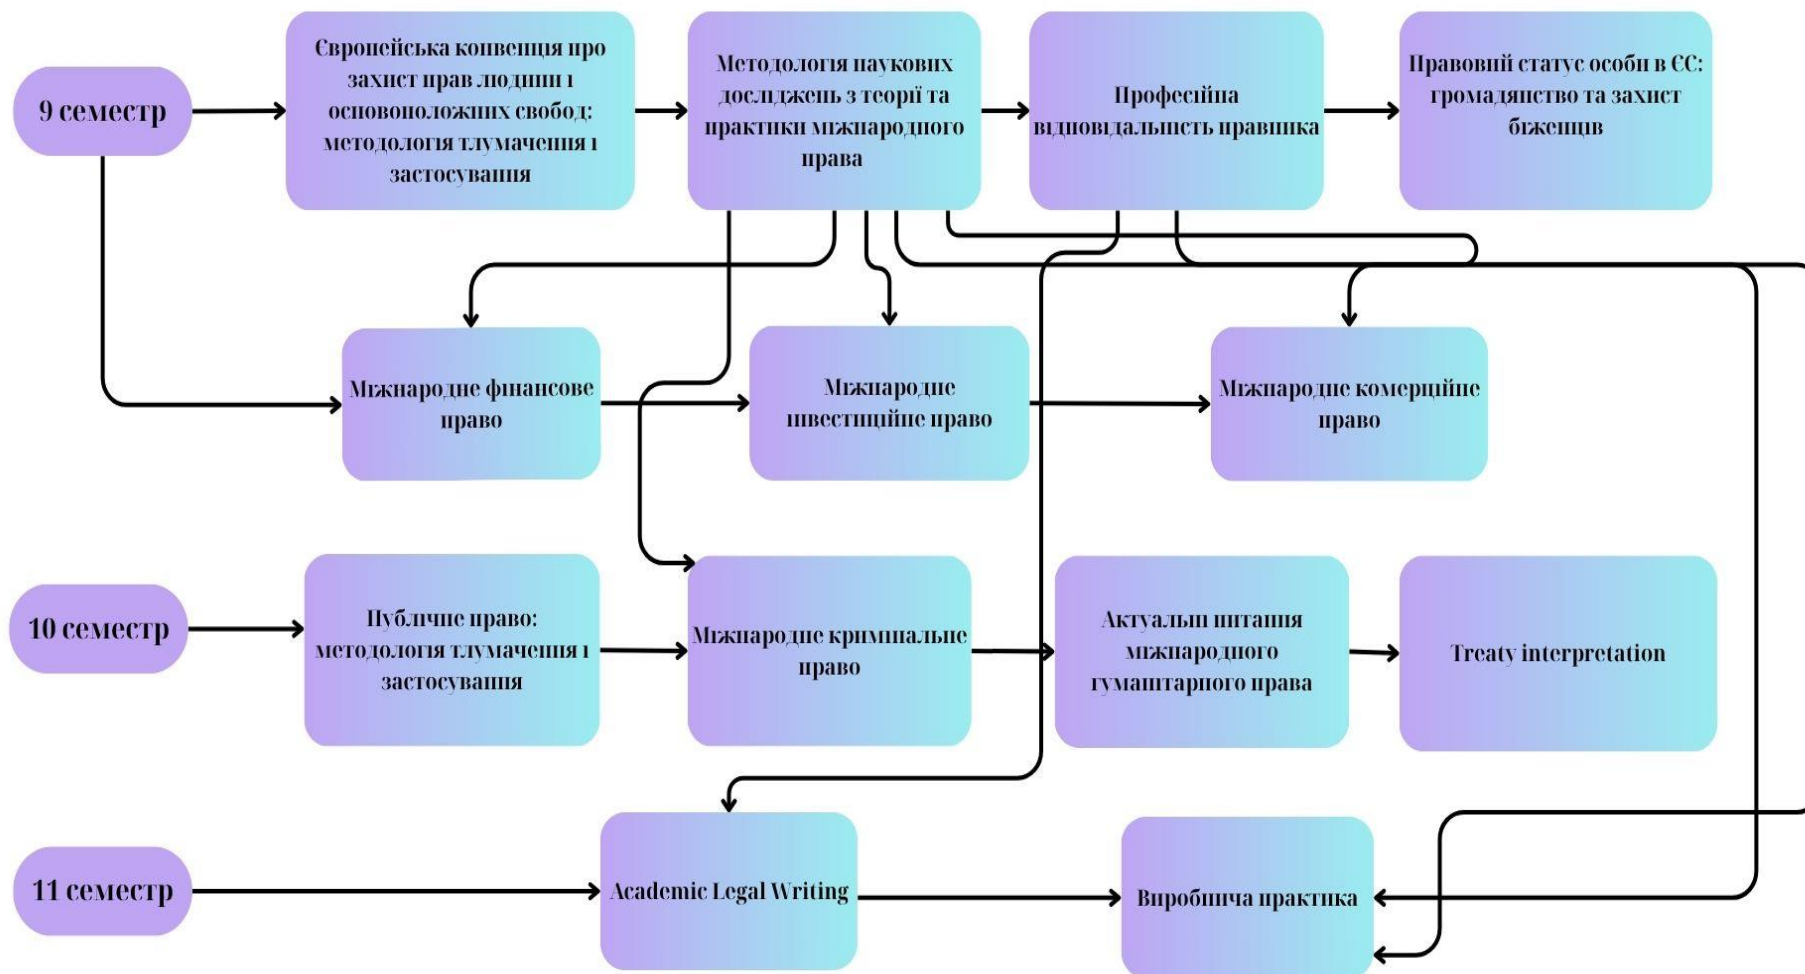 9 семестр
Європейська конвенція про
захист прав людини і
основоположних свобод:
методологія тлумачення і
застосування
Методологія наукових
досліджень з теорії та
практики міжнародного
права
Професійна
відповідальність правника
Правовий статус особи в ЄС:
громадянство та захист
біженців
Міжнародне фінансове
право
Міжнародне
інвестиційне право
Міжнародне комерційне
право
10 семестр
Публічне право:
методологія тлумачення і
застосування
Міжнародне кримінальне
право
Актуальні питання
міжнародного
гуманітарного права
Treaty interpretation
11 семестр
Academic Legal Writing
Виробнича практика